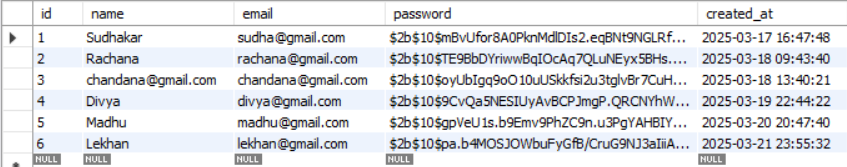 id name email password created_at
1 Sudhakar sudha@gmail.com $2b$10$mBvUfor8A0PknMdlDIs2.eqBNt9NGLRf... 2025-03-17 16:47:48
2 Rachana rachana@gmail.com $2b$10$TE9BbDYriwwBqIOcAq7QLuNEyx5BHs.... 2025-03-18 09:43:40
3 chandana@gmail.com chandana@gmail.com $2b$10$oyUbIgq9oO10uUSkkfsi2u3tglvBr7CuH... 2025-03-18 13:40:21
4 Divya divya@gmail.com $2b$10$9CvQa5NESIUyAvBCPJmgP.QRCNYhW... 2025-03-19 22:44:22
5 Madhu madhu@gmail.com $2b$10$gpVeU1s.b9Emv9PhZC9n.u3PgYAHBIY... 2025-03-20 20:47:40
6 Lekhan lekhan@gmail.com $2b$10$pa.b4MOSJOWbuFyGfB/CruG9NJ3aIiiA... 2025-03-21 23:55:32
NULL NULL NULL NULL NULL